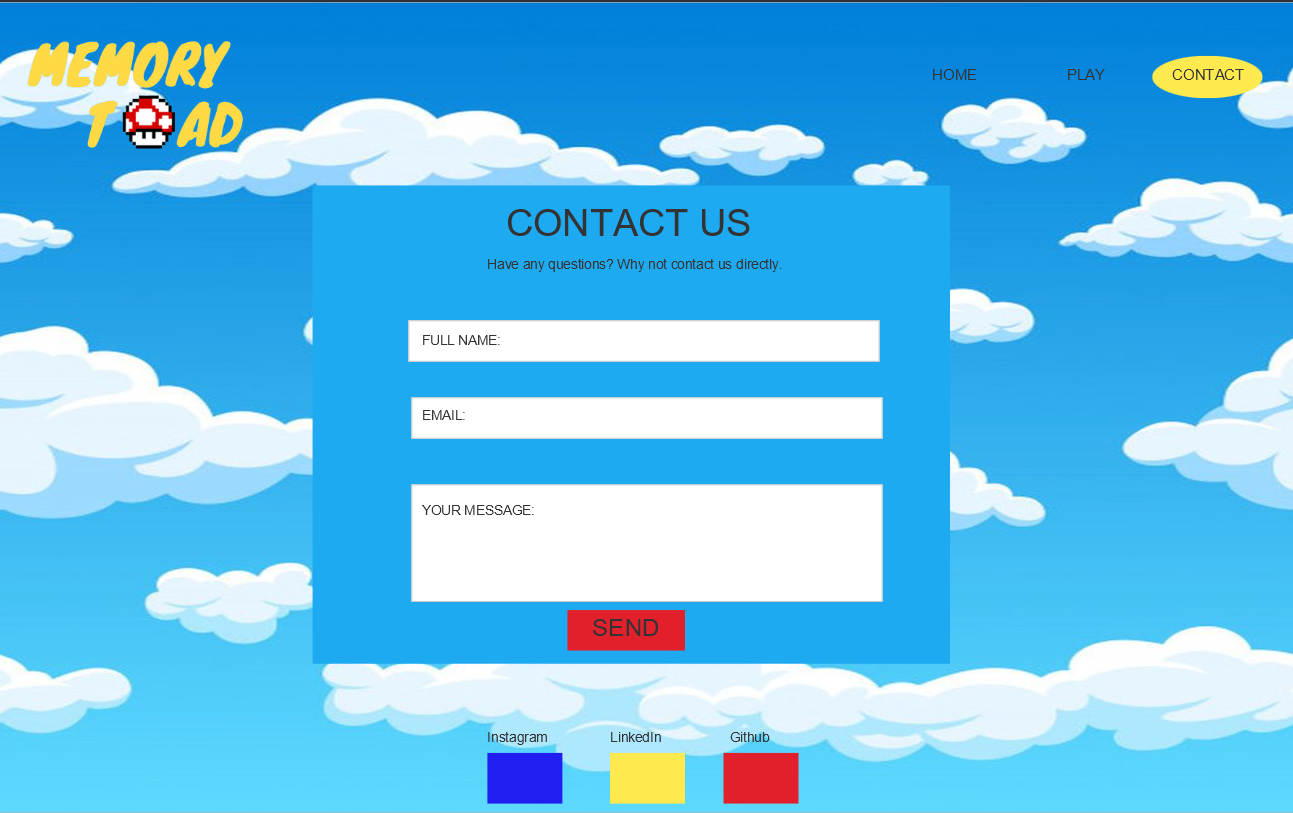 MEMORY
T AD
HOME PLAY CONTACT
CONTACT US
Have any questions? Why not contact us directly.
FULL NAME:
EMAIL:
YOUR MESSAGE:
SEND
Instagram LinkedIn Github